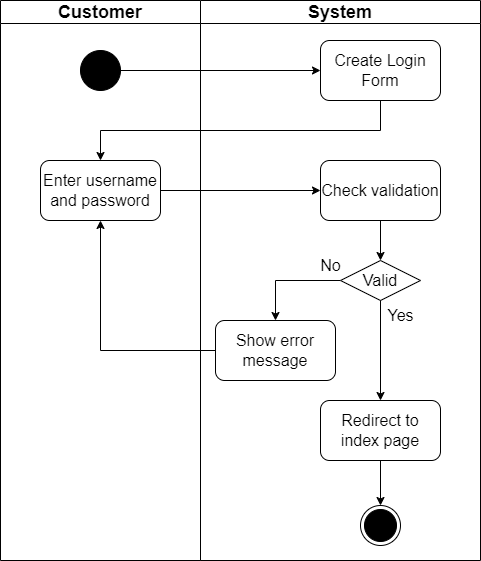 Customer
System
Create Login
Form
Enter username
and password
Check validation
Valid
No
Yes
Show error
message
Redirect to
index page